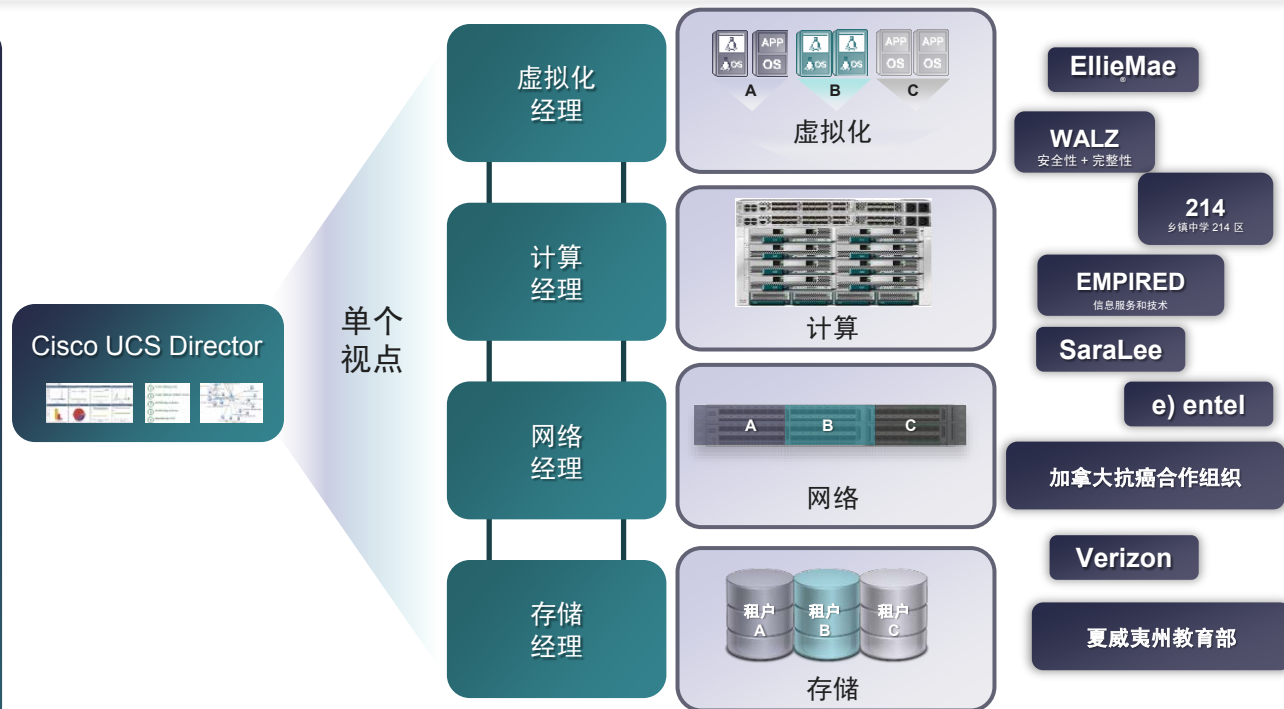 Cisco UCS Director
单个
视点
虚拟化
经理
计算
经理
网络
经理
存储
经理
APP
APP
APP
OS
OS
OS
OS
OS
OS
A
B
C
虚拟化
计算
A
B
C
网络
租户
A
租户
B
租户
C
存储
EllieMae
®
WALZ
安全性 + 完整性
214
乡镇中学 214 区
EMPIRED
信息服务和技术
SaraLee
e) entel
加拿大抗癌合作组织
Verizon
夏威夷州教育部